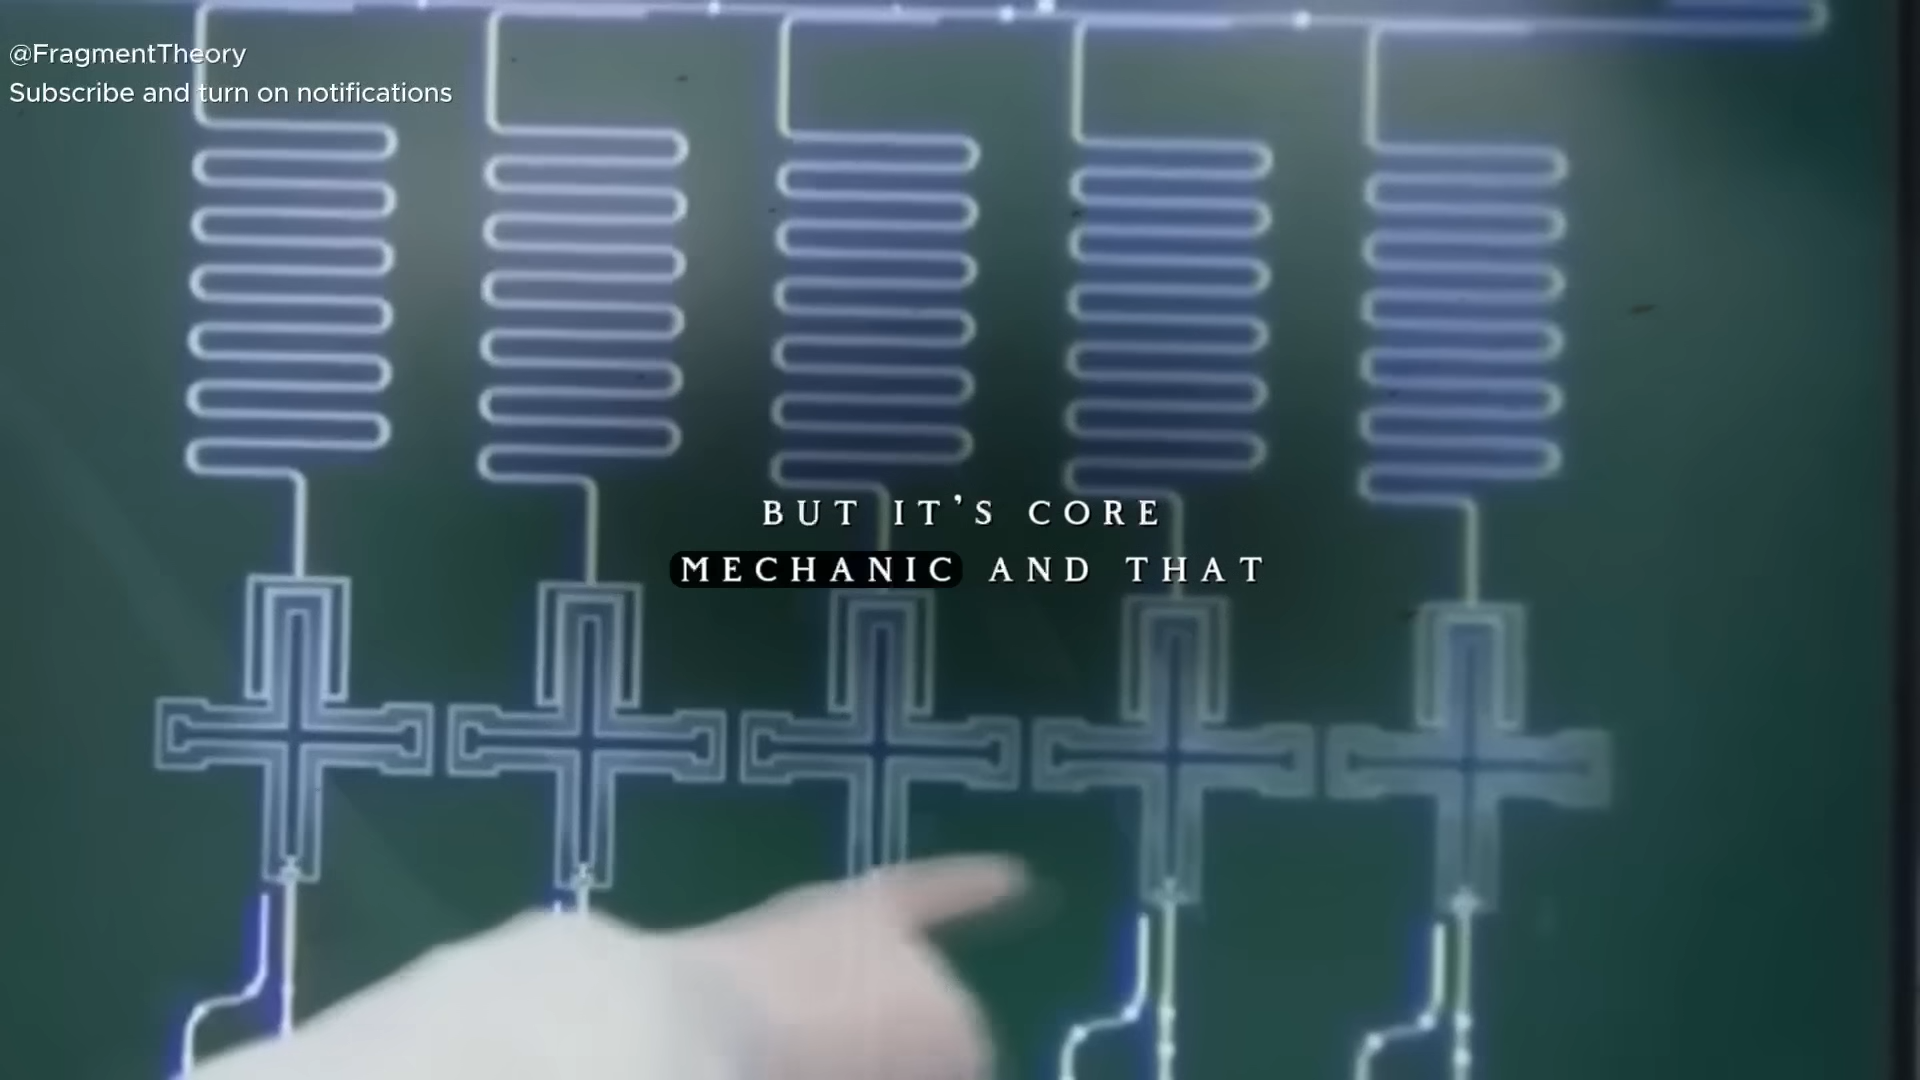 @FragmentTheory
Subscribe and turn on notifications
BUT IT'S CORE
MECHANIC AND THAT